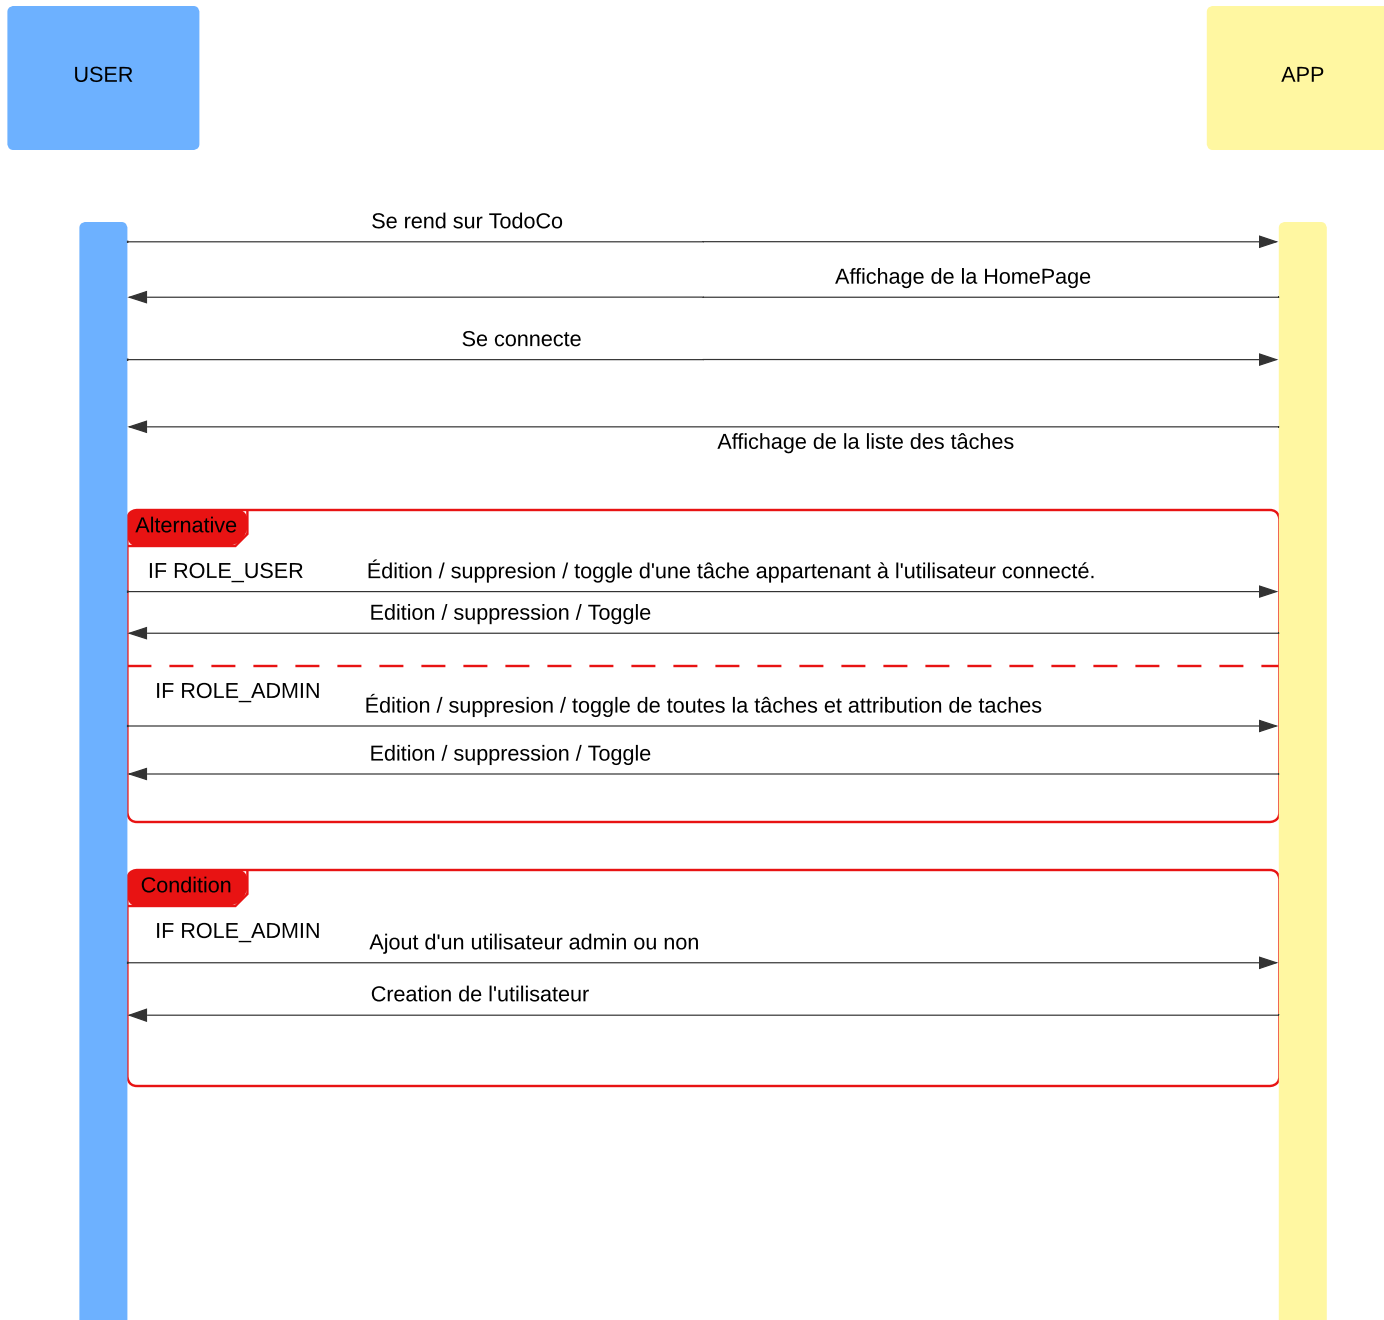 USER
APP
Se rend sur TodoCo
Affichage de la HomePage
Se connecte
Affichage de la liste des tâches
Alternative
IF ROLE_USER
Édition / suppresion / toggle d'une tâche appartenant à l'utilisateur connecté.
Edition / suppression / Toggle
IF ROLE_ADMIN
Édition / suppresion / toggle de toutes la tâches et attribution de taches
Edition / suppression / Toggle
Condition
IF ROLE_ADMIN
Ajout d'un utilisateur admin ou non
Creation de l'utilisateur